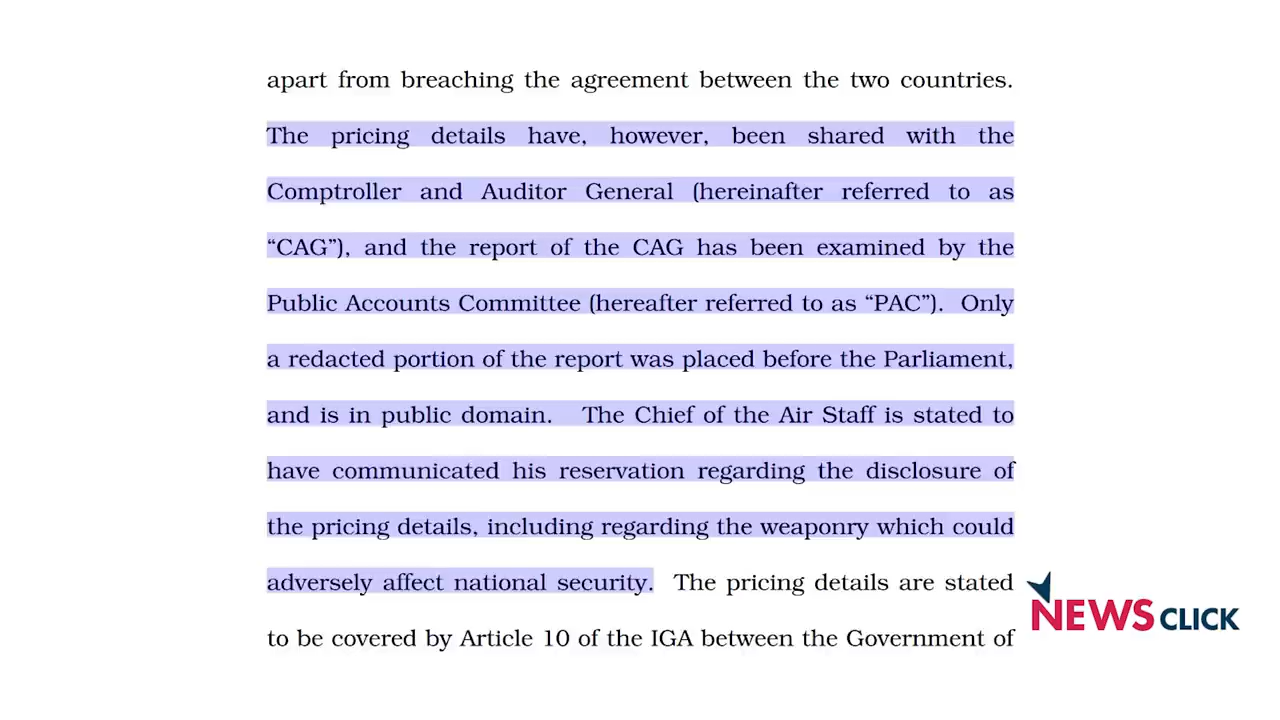 apart from breaching the agreement between the two countries.
The pricing details have, however, been shared with the
Comptroller and Auditor General (hereinafter referred to as
“CAG”), and the report of the CAG has been examined by the
Public Accounts Committee (hereafter referred to as “PAC”). Only
a redacted portion of the report was placed before the Parliament,
and is in public domain. The Chief of the Air Staff is stated to
have communicated his reservation regarding the disclosure of
the pricing details, including regarding the weaponry which could
adversely affect national security. The pricing details are stated
to be covered by Article 10 of the IGA between the Government of
NEWSCLICK